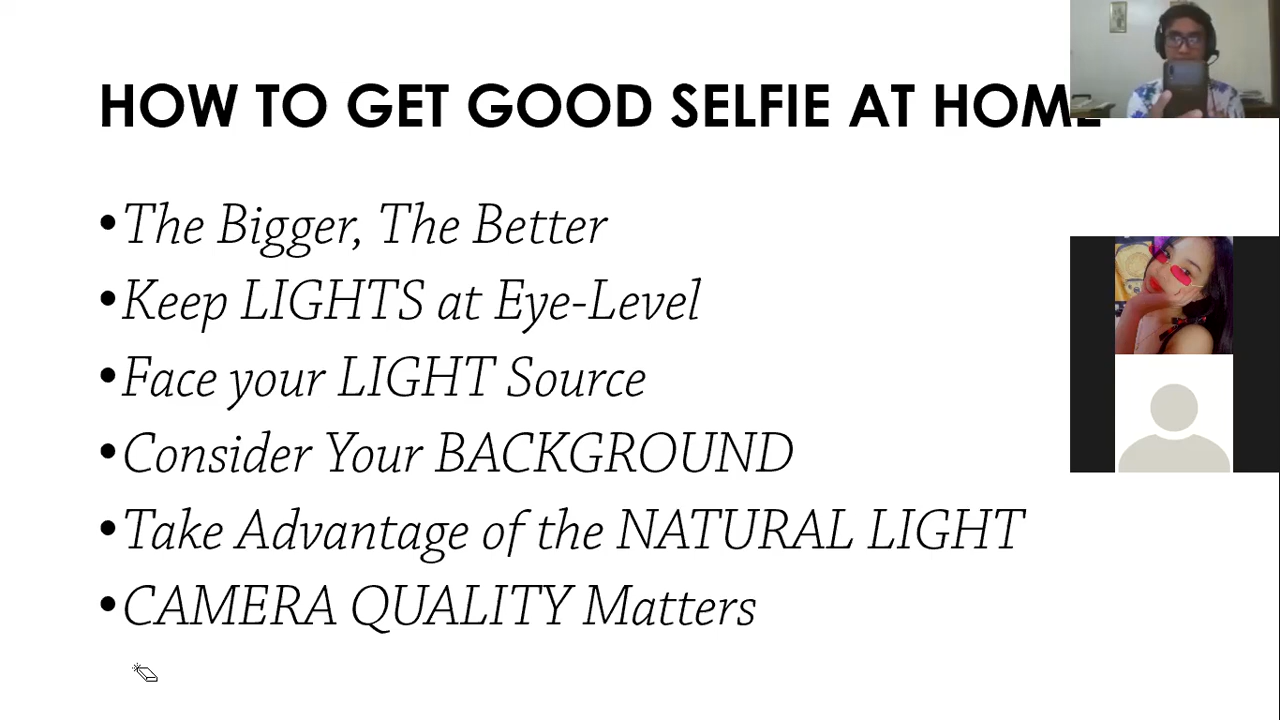 HOW TO GET GOOD SELFIE AT HOME
•The Bigger, The Better
•Keep LIGHTS at Eye-Level
•Face your LIGHT Source
•Consider Your BACKGROUND
•Take Advantage of the NATURAL LIGHT
•CAMERA QUALITY Matters